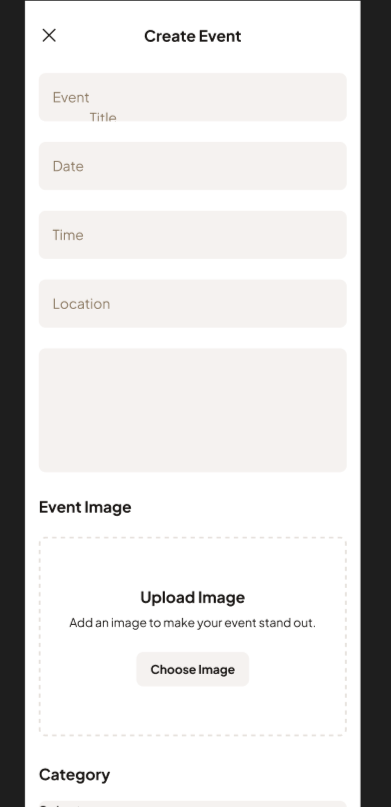 Create Event
Event
Title
Date
Time
Location
Event Image
Upload Image
Add an image to make your event stand out.
Choose Image
Category